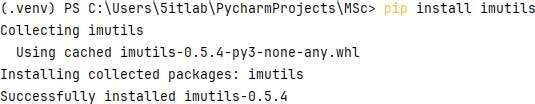 (.venv) PS C:\Users\5itlab\PycharmProjects\MSc> pip install imutils
Collecting imutils
  Using cached imutils-0.5.4-py3-none-any.whl
Installing collected packages: imutils
Successfully installed imutils-0.5.4